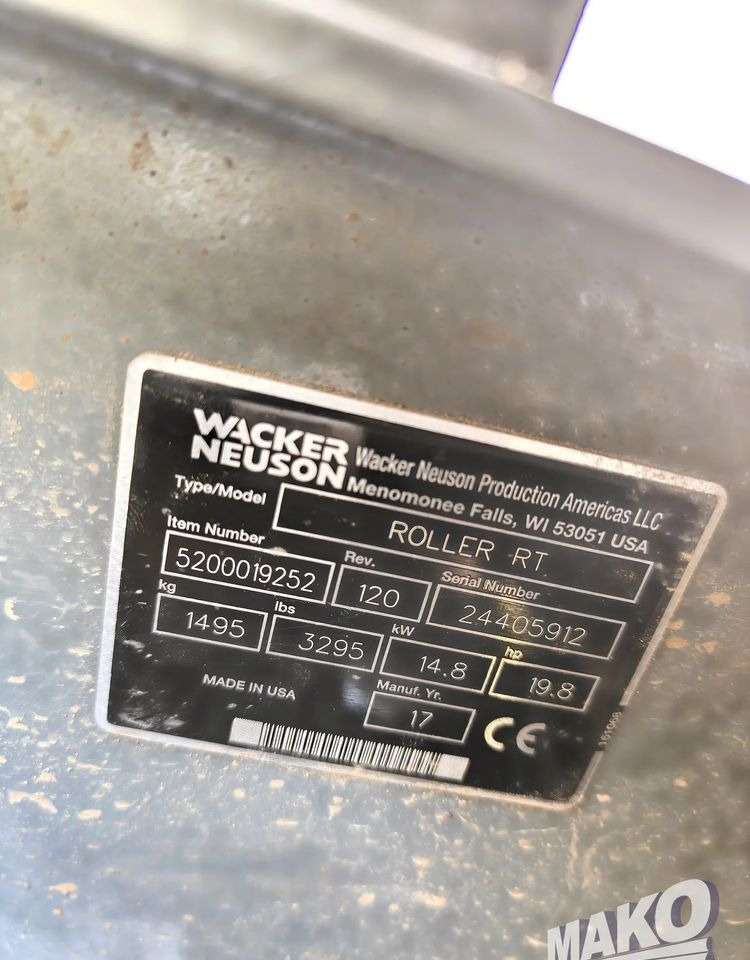 WACKER
NEUSON
Wacker Neuson Production Americas LLC
Menomonee Falls, WI 53051 USA
Type/Model
ROLLER RT
Item Number
Rev.
Serial Number
5200019252
120
24405912
kg
lbs
kW
hp
1495
3295
14.8
19.8
MADE IN USA
Manuf. Yr.
17
CE
MAKO